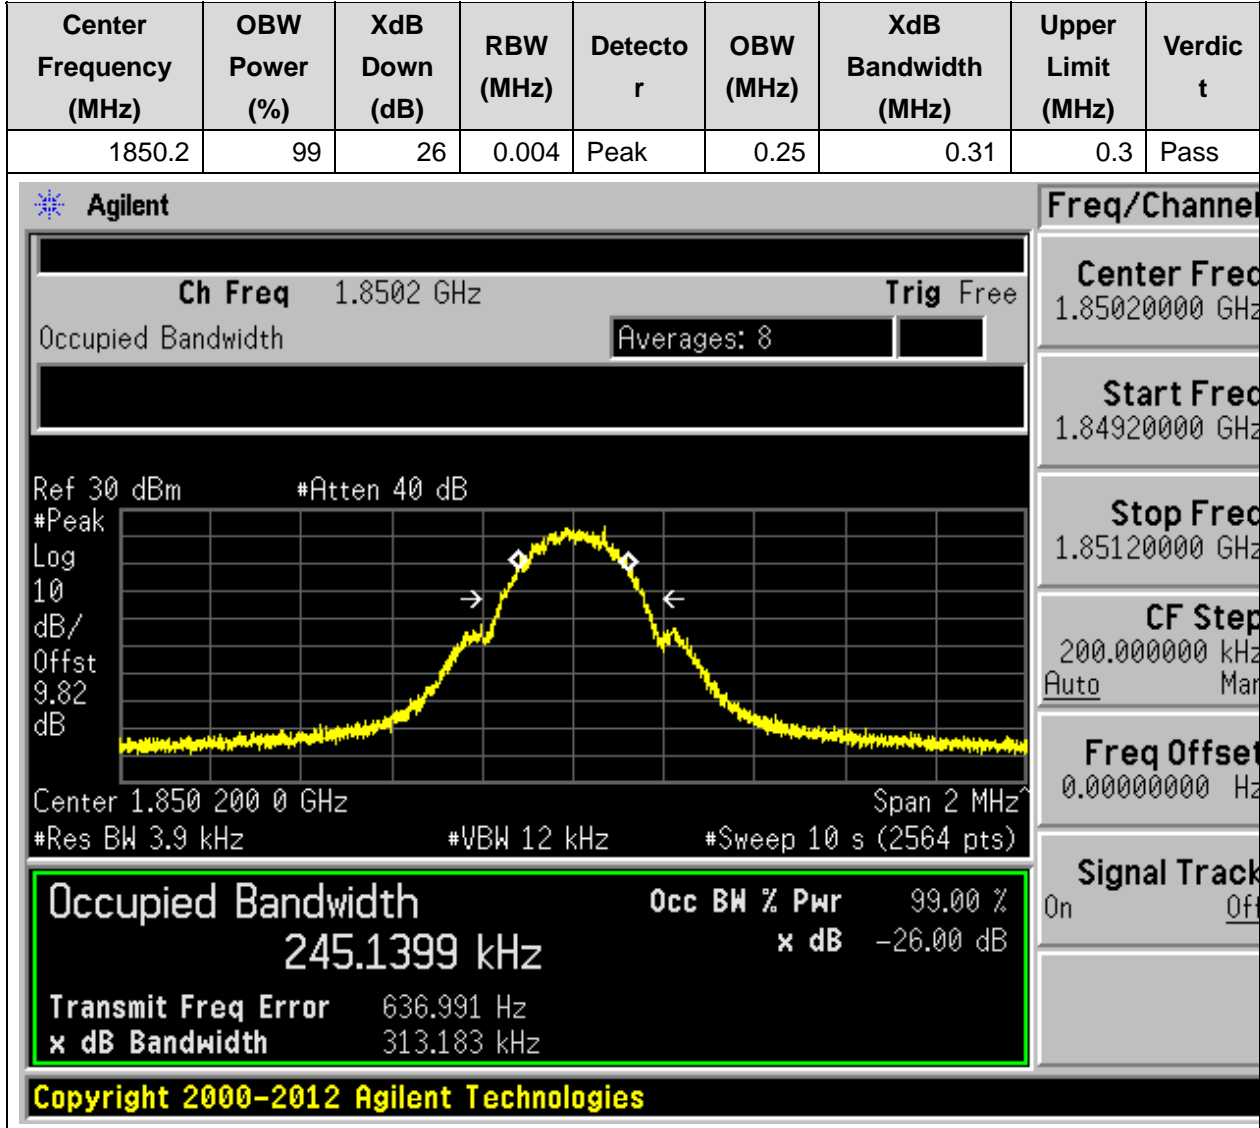 Center Frequency (MHz) OBW Power (%) XdB Down (dB) RBW (MHz) Detecto r OBW (MHz) XdB Bandwidth (MHz) Upper Limit (MHz) Verdic t
1850.2 99 26 0.004 Peak 0.25 0.31 0.3 Pass
Agilent
Freq/Channel
Ch Freq 1.8502 GHz Trig Free
Occupied Bandwidth Averages: 8
Center Freq
1.85020000 GHz
Start Freq
1.84920000 GHz
Stop Freq
1.85120000 GHz
CF Step
200.000000 kHz
Auto Man
Freq Offset
0.00000000 Hz
Signal Track
On Off
Ref 30 dBm #Atten 40 dB
#Peak
Log
10
dB/
Offst
9.82
dB
Center 1.850 200 0 GHz Span 2 MHz^
#Res BW 3.9 kHz #VBW 12 kHz #Sweep 10 s (2564 pts)
Occupied Bandwidth Occ BW % Pwr 99.00 %
245.1399 kHz x dB -26.00 dB
Transmit Freq Error 636.991 Hz
x dB Bandwidth 313.183 kHz
Copyright 2000-2012 Agilent Technologies